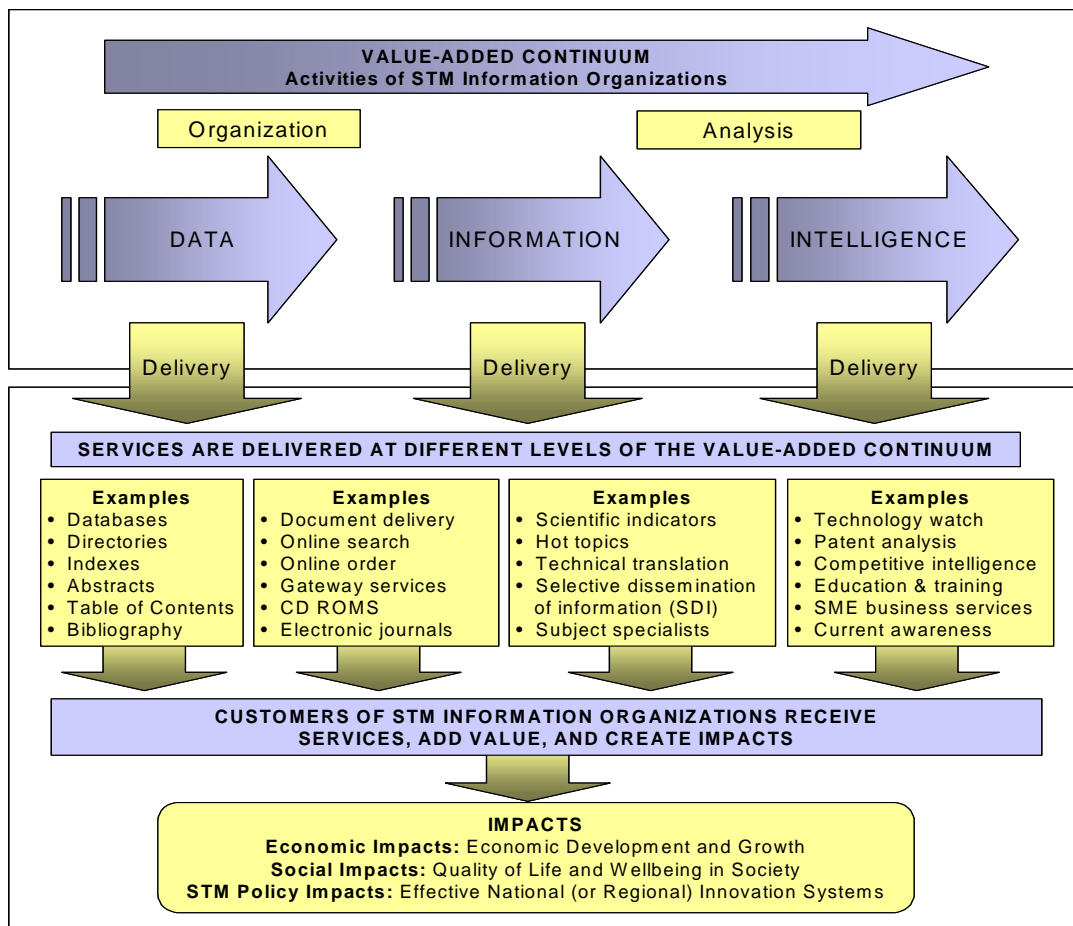 VALUE-ADDED CONTINUUM
Activities of STM Information Organizations
Organization
Analysis
DATA
INFORMATION
INTELLIGENCE
Delivery
Delivery
Delivery
SERVICES ARE DELIVERED AT DIFFERENT LEVELS OF THE VALUE-ADDED CONTINUUM
Examples
• Databases
• Directories
• Indexes
• Abstracts
• Table of Contents
• Bibliography
Examples
• Document delivery
• Online search
• Online order
• Gateway services
• CD ROMS
• Electronic journals
Examples
• Scientific indicators
• Hot topics
• Technical translation
• Selective dissemination
of information (SDI)
• Subject specialists
Examples
• Technology watch
• Patent analysis
• Competitive intelligence
• Education & training
• SME business services
• Current awareness
CUSTOMERS OF STM INFORMATION ORGANIZATIONS RECEIVE
SERVICES, ADD VALUE, AND CREATE IMPACTS
IMPACTS
Economic Impacts: Economic Development and Growth
Social Impacts: Quality of Life and Wellbeing in Society
STM Policy Impacts: Effective National (or Regional) Innovation Systems